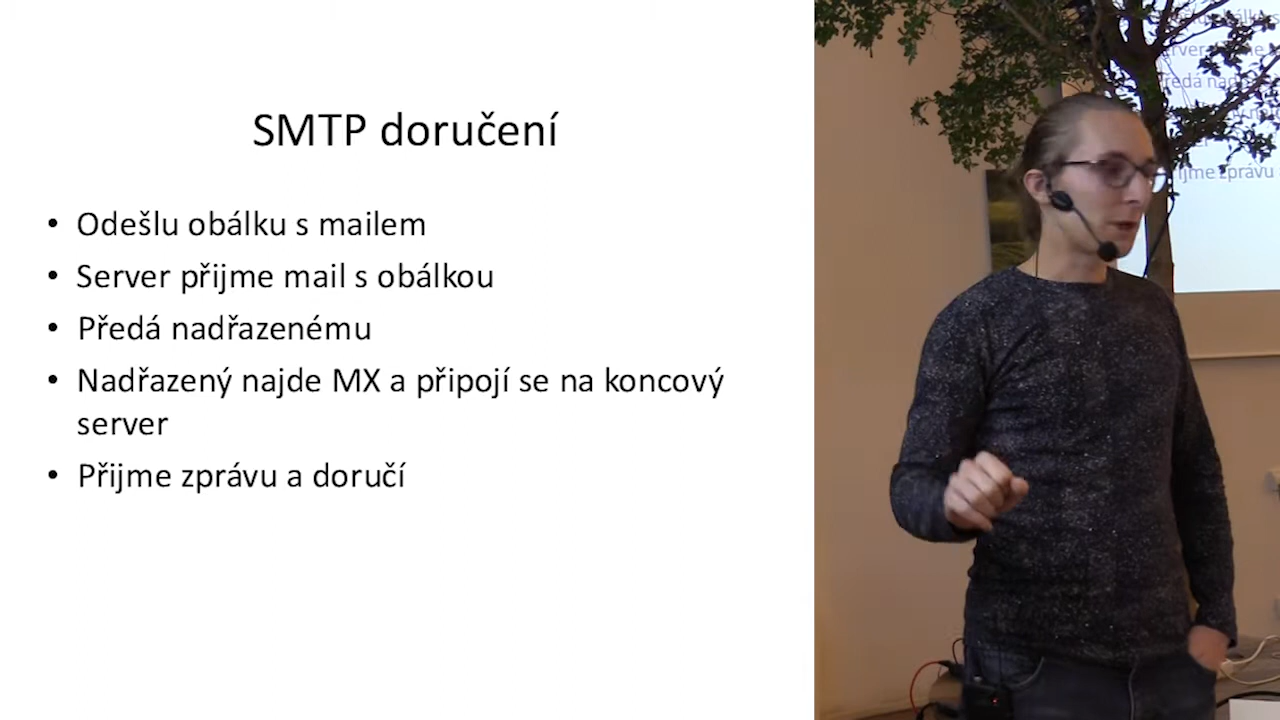 SMTP doručení
• Odešlu obálku s mailem
• Server přijme mail s obálkou
• Předá nadřazenému
• Nadřazený najde MX a připojí se na koncový
server
• Přijme zprávu a doručí
zprávu